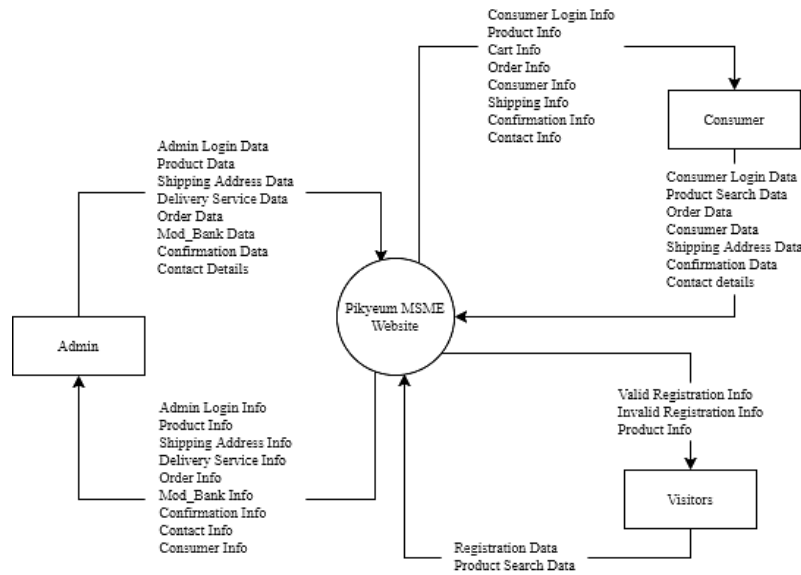 Consumer Login Info
Product Info
Cart Info
Order Info
Consumer Info
Shipping Info
Confirmation Info
Contact Info
Consumer
Admin Login Data
Product Data
Shipping Address Data
Delivery Service Data
Order Data
Mod_Bank Data
Confirmation Data
Contact Details
Consumer Login Data
Product Search Data
Order Data
Consumer Data
Shipping Address Data
Confirmation Data
Contact details
Pikyeum MSME
Website
Admin
Valid Registration Info
Invalid Registration Info
Product Info
Admin Login Info
Product Info
Shipping Address Info
Delivery Service Info
Order Info
Mod_Bank Info
Confirmation Info
Contact Info
Consumer Info
Visitors
Registration Data
Product Search Data